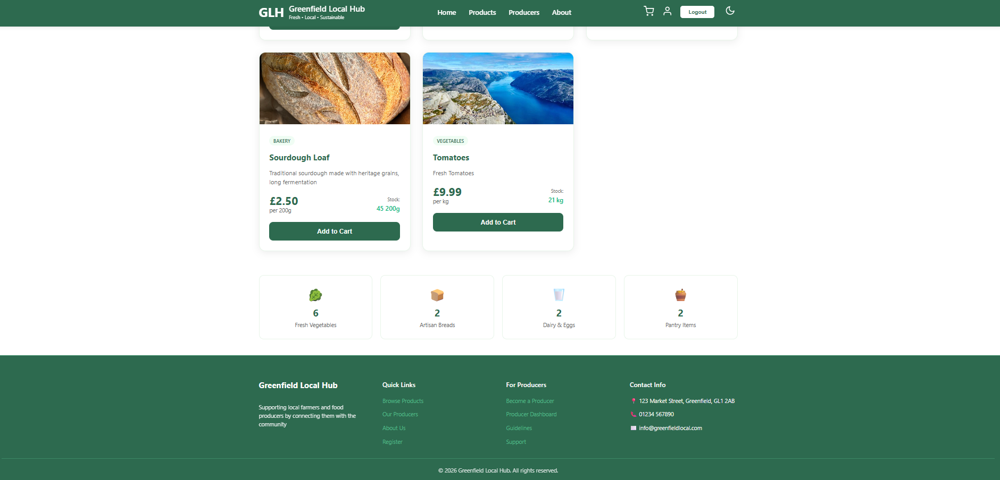 GLH
Greenfield Local Hub
Fresh • Local • Sustainable
Home
Products
Producers
About
Logout
BAKERY
Sourdough Loaf
Traditional sourdough made with heritage grains,
long fermentation
£2.50
per 200g
Stock:
45 200g
Add to Cart
VEGETABLES
Tomatoes
Fresh Tomatoes
£9.99
per kg
Stock:
21 kg
Add to Cart
6
Fresh Vegetables
2
Artisan Breads
2
Dairy & Eggs
2
Pantry Items
Greenfield Local Hub
Supporting local farmers and food
producers by connecting them with the
community
Quick Links
Browse Products
Our Producers
About Us
Register
For Producers
Become a Producer
Producer Dashboard
Guidelines
Support
Contact Info
📍 123 Market Street, Greenfield, GL1 2AB
📞 01234 567890
📧 info@greenfieldlocal.com
© 2026 Greenfield Local Hub. All rights reserved.